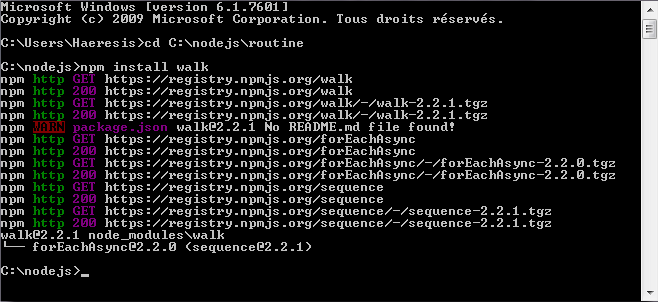 Microsoft Windows [version 6.1.7601]
Copyright (c) 2009 Microsoft Corporation. Tous droits réservés.
C:\Users\Haeresis>cd C:\nodejs\routine
C:\nodejs>npm install walk
npm http GET https://registry.npmjs.org/walk
npm http 200 https://registry.npmjs.org/walk
npm http GET https://registry.npmjs.org/walk/-/walk-2.2.1.tgz
npm http 200 https://registry.npmjs.org/walk/-/walk-2.2.1.tgz
npm WARN package.json walk@2.2.1 No README.md file found!
npm http GET https://registry.npmjs.org/forEachAsync
npm http 200 https://registry.npmjs.org/forEachAsync
npm http GET https://registry.npmjs.org/forEachAsync/-/forEachAsync-2.2.0.tgz
npm http 200 https://registry.npmjs.org/forEachAsync/-/forEachAsync-2.2.0.tgz
npm http GET https://registry.npmjs.org/sequence
npm http 200 https://registry.npmjs.org/sequence
npm http GET https://registry.npmjs.org/sequence/-/sequence-2.2.1.tgz
npm http 200 https://registry.npmjs.org/sequence/-/sequence-2.2.1.tgz
walk@2.2.1 node_modules\walk
└── forEachAsync@2.2.0 (sequence@2.2.1)
C:\nodejs>_